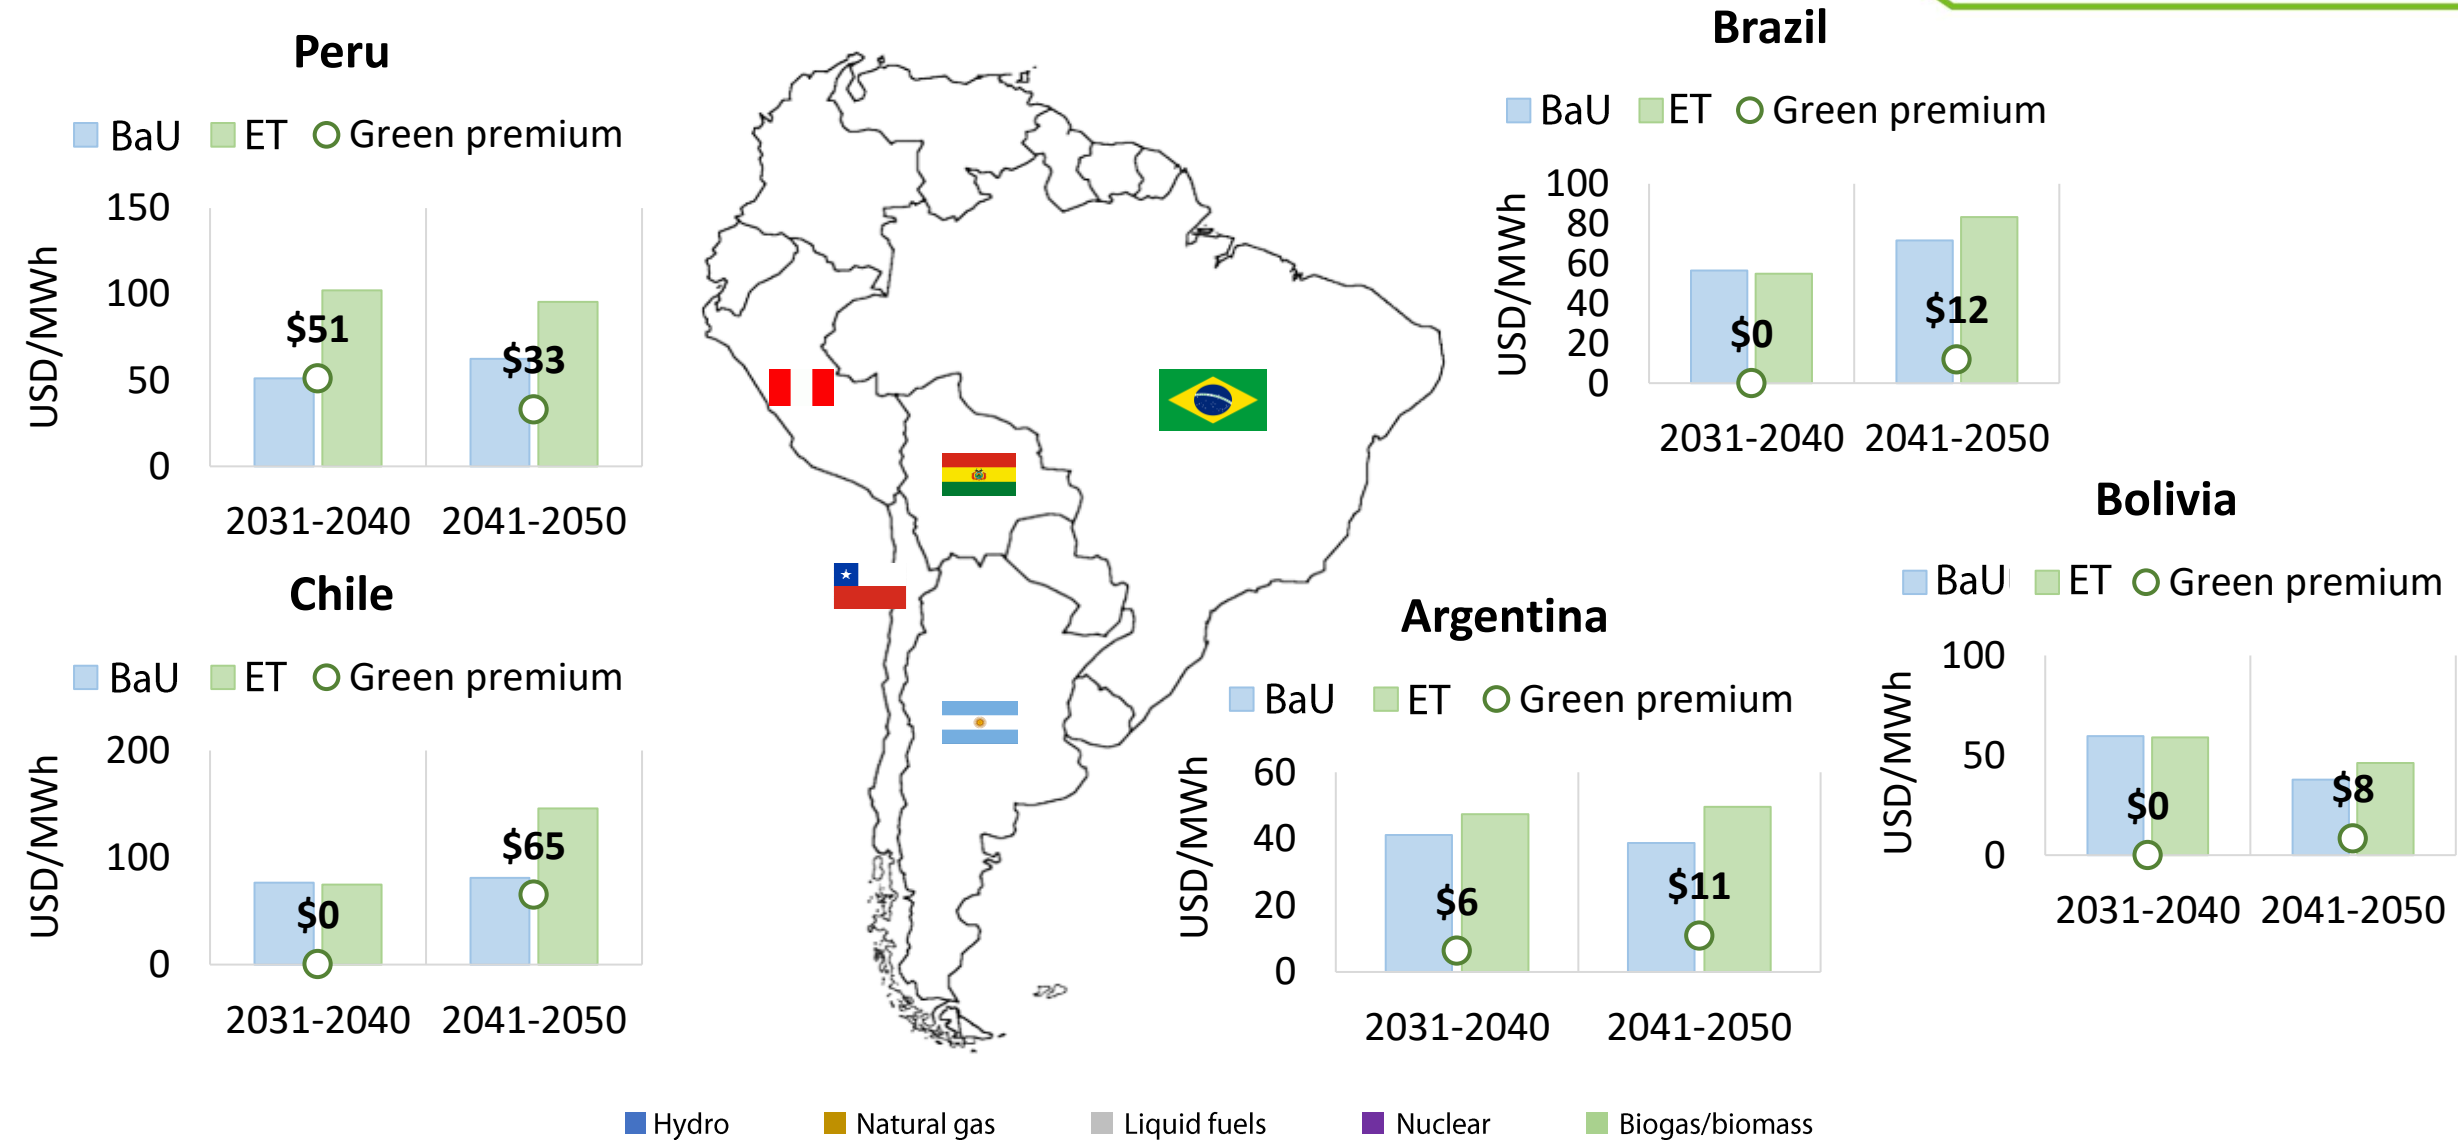 Peru
BaU ET Green premium
USD/MWh
150
100
50
0
$51
$33
2031-2040 2041-2050
Chile
BaU ET Green premium
USD/MWh
200
100
0
$0
$65
2031-2040 2041-2050
Brazil
BaU ET Green premium
USD/MWh
100
80
60
40
20
0
$0
$12
2031-2040 2041-2050
Argentina
BaU ET Green premium
USD/MWh
60
40
20
0
$6
$11
2031-2040 2041-2050
Bolivia
BaU ET Green premium
USD/MWh
100
50
0
$0
$8
2031-2040 2041-2050
Hydro Natural gas Liquid fuels Nuclear Biogas/biomass